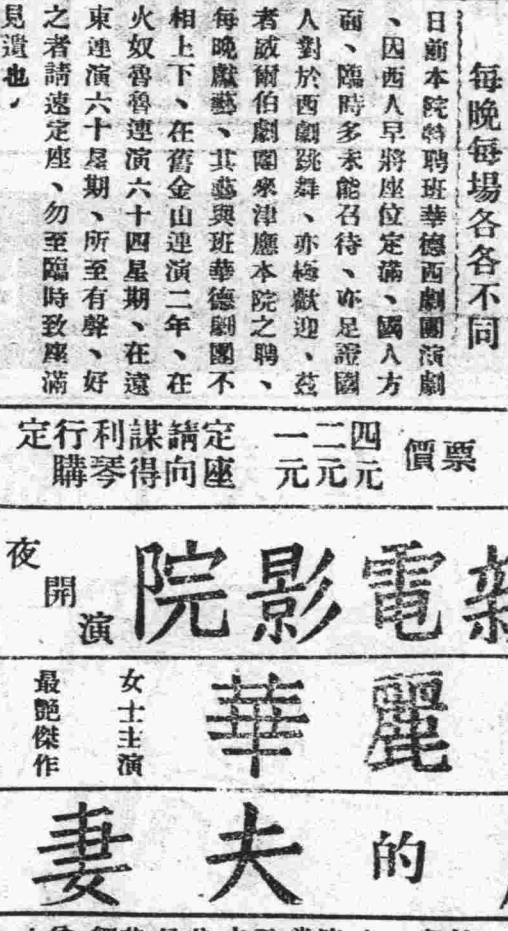 每晚每場各各不同
日前本院特聘班華德西劇團演劇
、因西人早將座位定滿、國人方
面、臨時多未能召待、亦足證國
人對於西劇跳舞、亦極歡迎、茲
者威爾伯劇團來津應本院之聘、
每晚獻藝、其藝與班華德劇團不
相上下、在舊金山連演二年、在
火奴魯魯連演六十四星期、在遠
東連演六十星期、所至有聲、好
之者請速定座、勿至臨時致座滿
見遺也，
票價
四元
二元
一元
定座
請向
謀得
利琴
行購
定
新電影院
夜開演
麗華
女士主演
最艷傑作
的夫妻